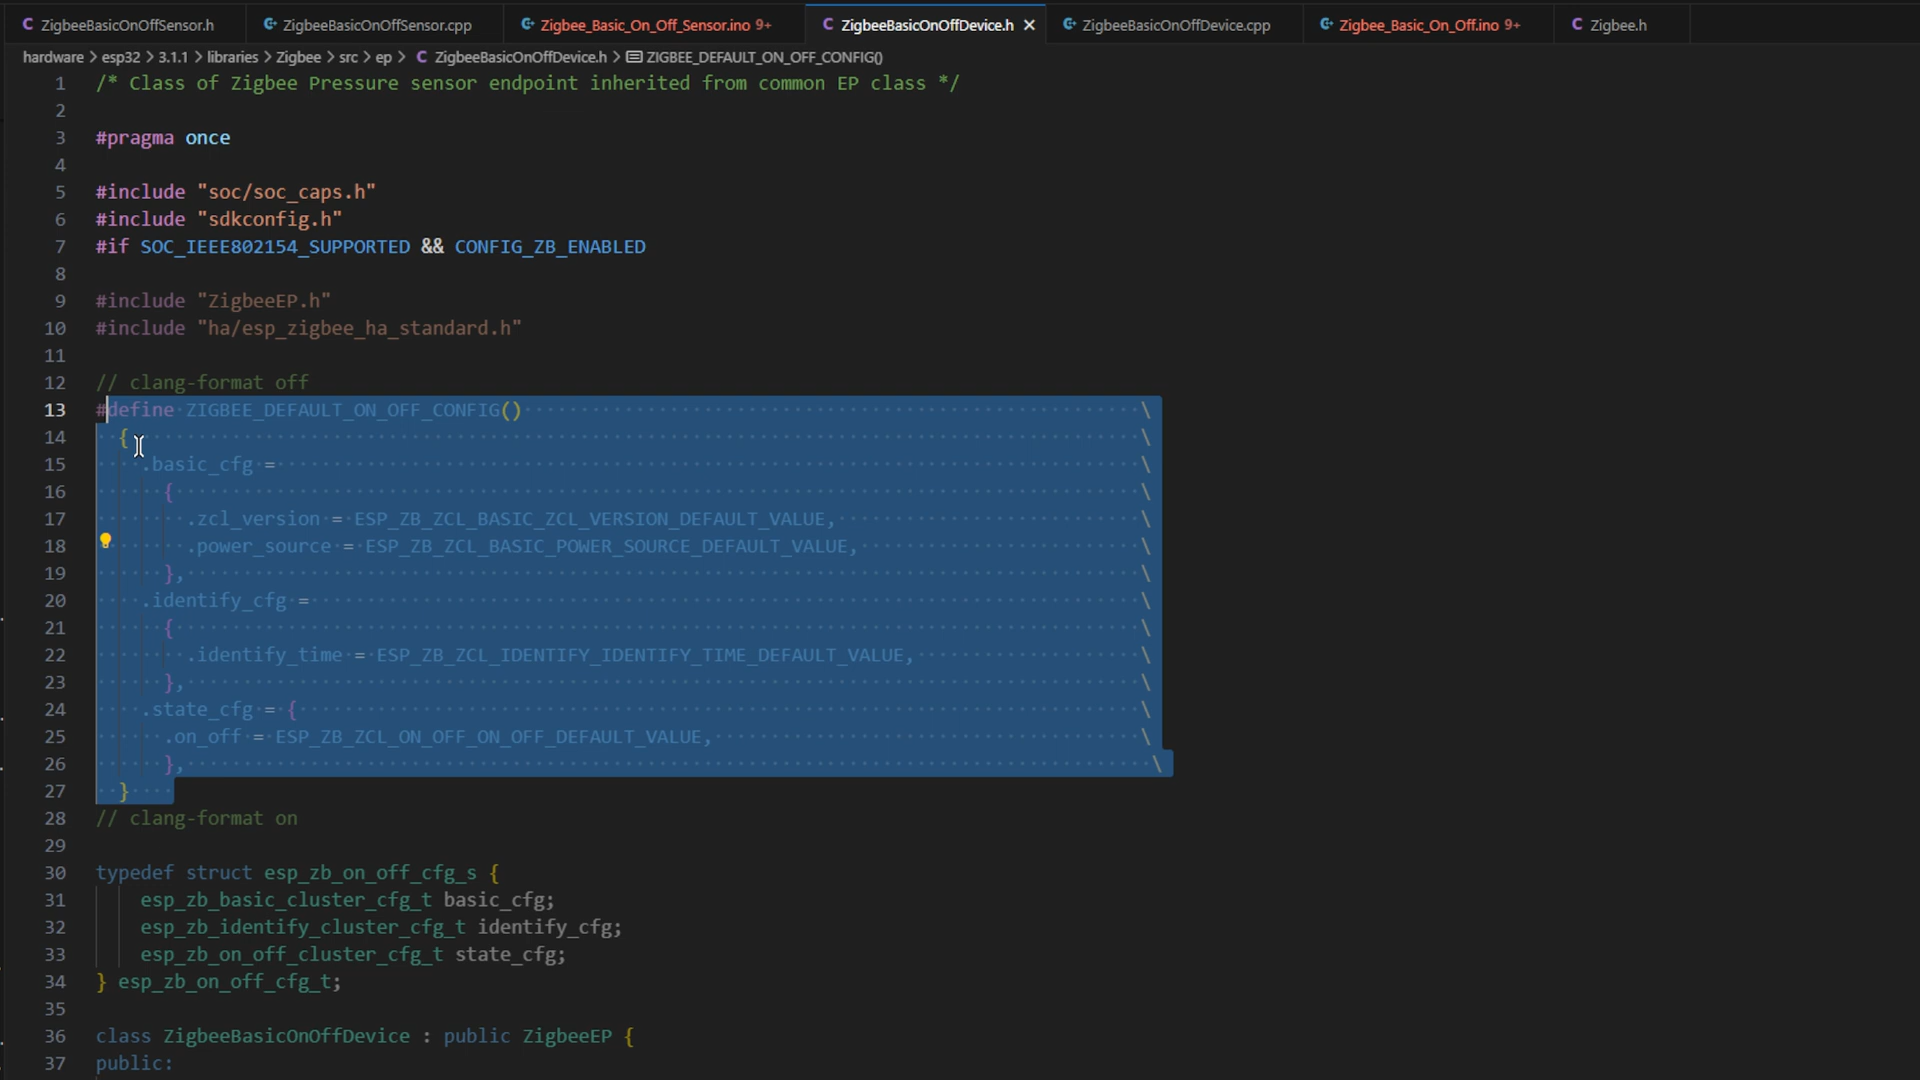 ZigbeeBasicOnOffSensor.h ZigbeeBasicOnOffSensor.cpp Zigbee_Basic_On_Off_Sensor.ino 9+ ZigbeeBasicOnOffDevice.h ZigbeeBasicOnOffDevice.cpp Zigbee_Basic_On_Off.ino 9+ Zigbee.h
hardware > esp32 > 3.1.1 > libraries > Zigbee > src > ep > ZigbeeBasicOnOffDevice.h > ZIGBEE_DEFAULT_ON_OFF_CONFIG()
1 /* Class of Zigbee Pressure sensor endpoint inherited from common EP class */
2
3 #pragma once
4
5 #include "soc/soc_caps.h"
6 #include "sdkconfig.h"
7 #if SOC_IEEE802154_SUPPORTED && CONFIG_ZB_ENABLED
8
9 #include "ZigbeeEP.h"
10 #include "ha/esp_zigbee_ha_standard.h"
11
12 // clang-format off
13 #define ZIGBEE_DEFAULT_ON_OFF_CONFIG() \
14 { \
15 .basic_cfg = \
16 { \
17 .zcl_version = ESP_ZB_ZCL_BASIC_ZCL_VERSION_DEFAULT_VALUE, \
18 .power_source = ESP_ZB_ZCL_BASIC_POWER_SOURCE_DEFAULT_VALUE, \
19 }, \
20 .identify_cfg = \
21 { \
22 .identify_time = ESP_ZB_ZCL_IDENTIFY_IDENTIFY_TIME_DEFAULT_VALUE, \
23 }, \
24 .state_cfg = { \
25 .on_off = ESP_ZB_ZCL_ON_OFF_ON_OFF_DEFAULT_VALUE, \
26 }, \
27 }
28 // clang-format on
29
30 typedef struct esp_zb_on_off_cfg_s {
31 esp_zb_basic_cluster_cfg_t basic_cfg;
32 esp_zb_identify_cluster_cfg_t identify_cfg;
33 esp_zb_on_off_cluster_cfg_t state_cfg;
34 } esp_zb_on_off_cfg_t;
35
36 class ZigbeeBasicOnOffDevice : public ZigbeeEP {
37 public: